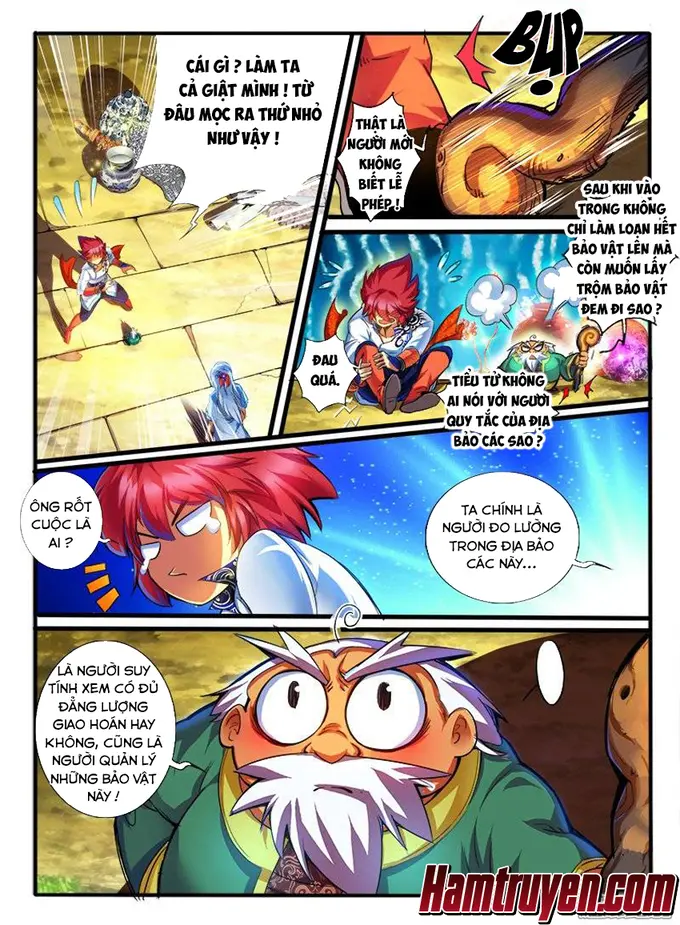 CÁI GÌ ? LÀM TA
CẢ GIẬT MÌNH ! TỪ
ĐÂU MỌC RA THỨ NHỎ
NHƯ VẬY !
BỤP
THẬT LÀ
NGƯỜI MỚI
KHÔNG
BIẾT LỄ
PHÉP !
SAU KHI VÀO
TRONG KHÔNG
CHỈ LÀM LOẠN HẾT
BẢO VẬT LÊN MÀ
CÒN MUỐN LẤY
TRỘM BẢO VẬT
ĐEM ĐI SAO ?
ĐAU
QUÁ.
TIỂU TỬ KHÔNG
AI NÓI VỚI NGƯƠI
QUY TẮC CỦA ĐỊA
BẢO CÁC SAO ?
ÔNG RỐT
CUỘC LÀ
AI ?
TA CHÍNH LÀ
NGƯỜI ĐO LƯỜNG
TRONG ĐỊA BẢO
CÁC NÀY...
LÀ NGƯỜI SUY
TÍNH XEM CÓ ĐỦ
ĐẲNG LƯỢNG
GIAO HOÁN HAY
KHÔNG, CŨNG LÀ
NGƯỜI QUẢN LÝ
NHỮNG BẢO VẬT
NÀY !
Hamtruyen.com